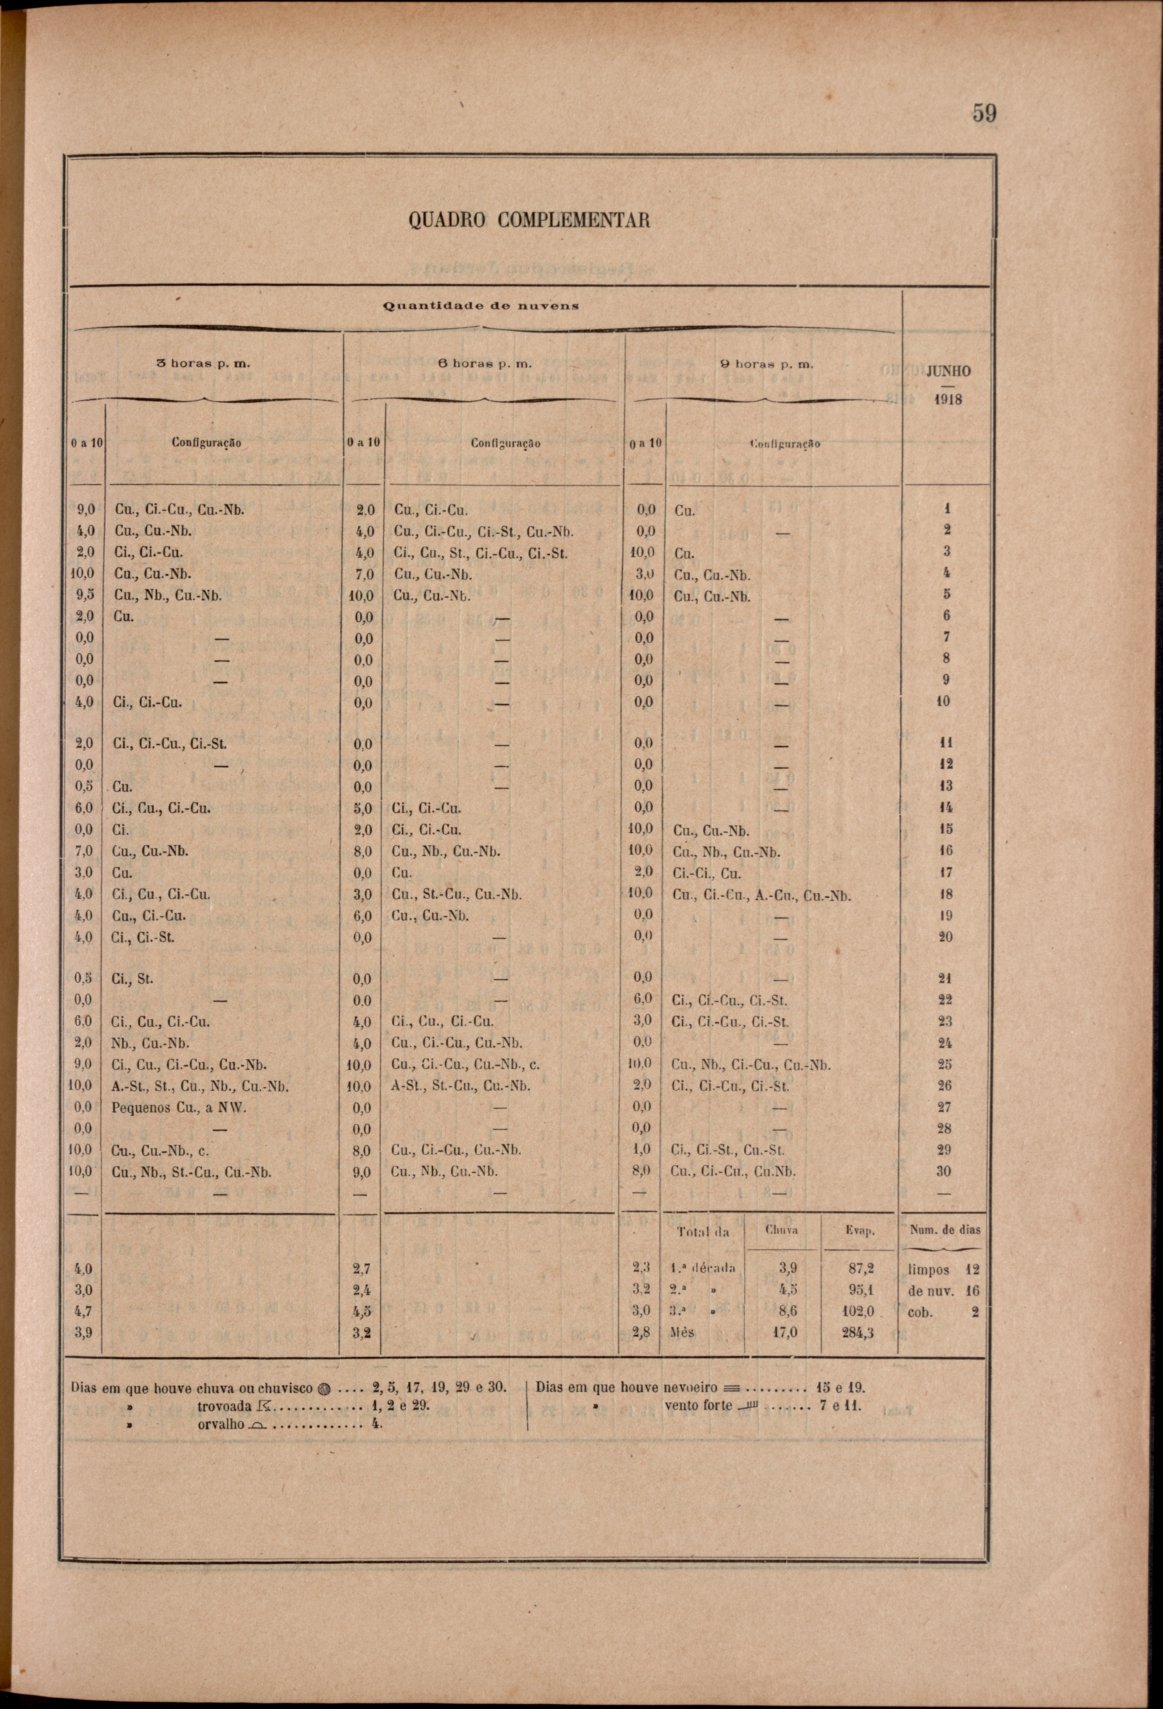 59
QUADRO COMPLEMENTAR
Quantidade de nuvens
3 horas p. m. 6 horas p. m. 9 horas p. m. JUNHO
1918
0 a 10 Configuração 0 a 10 Configuração 0 a 10 Configuração
9,0 Cu., Ci.-Cu., Cu.-Nb. 2,0 Cu., Ci.-Cu. 0,0 Cu. 1
4,0 Cu., Cu.-Nb. 4,0 Cu., Ci.-Cu., Ci.-St., Cu.-Nb. 0,0 — 2
2,0 Ci., Ci.-Cu. 4,0 Ci., Cu., St., Ci.-Cu., Ci.-St. 10,0 Cu. 3
10,0 Cu., Cu.-Nb. 7,0 Cu., Cu.-Nb. 3,0 Cu., Cu.-Nb. 4
9,5 Cu., Nb., Cu.-Nb. 10,0 Cu., Cu.-Nb. 10,0 Cu., Cu.-Nb. 5
2,0 Cu. 0,0 — 0,0 — 6
0,0 — 0,0 — 0,0 — 7
0,0 — 0,0 — 0,0 — 8
0,0 — 0,0 — 0,0 — 9
4,0 Ci., Ci.-Cu. 0,0 — 0,0 — 10
2,0 Ci., Ci.-Cu., Ci.-St. 0,0 — 0,0 — 11
0,0 — 0,0 — 0,0 — 12
0,5 Cu. 0,0 — 0,0 — 13
6,0 Ci., Cu., Ci.-Cu. 5,0 Ci., Ci.-Cu. 0,0 — 14
0,0 Ci. 2,0 Ci., Ci.-Cu. 10,0 Cu., Cu.-Nb. 15
7,0 Cu., Cu.-Nb. 8,0 Cu., Nb., Cu.-Nb. 10,0 Cu., Nb., Cu.-Nb. 16
3,0 Cu. 0,0 Cu. 2,0 Ci.-Ci., Cu. 17
4,0 Ci., Cu., Ci.-Cu. 3,0 Cu., St.-Cu., Cu.-Nb. 10,0 Cu., Ci.-Cu., A.-Cu., Cu.-Nb. 18
4,0 Cu., Ci.-Cu. 6,0 Cu., Cu.-Nb. 0,0 — 19
4,0 Ci., Ci.-St. 0,0 — 0,0 — 20
0,5 Ci., St. 0,0 — 0,0 — 21
0,0 — 0,0 — 6,0 Ci., Ci.-Cu., Ci.-St. 22
6,0 Ci., Cu., Ci.-Cu. 4,0 Ci., Cu., Ci.-Cu. 3,0 Ci., Ci.-Cu., Ci.-St. 23
2,0 Nb., Cu.-Nb. 4,0 Cu., Ci.-Cu., Cu.-Nb. 0,0 — 24
9,0 Ci., Cu., Ci.-Cu., Cu.-Nb. 10,0 Cu., Ci.-Cu., Cu.-Nb., c. 10,0 Cu., Nb., Ci.-Cu., Cu.-Nb. 25
10,0 A.-St., St., Cu., Nb., Cu.-Nb. 10,0 A-St., St.-Cu., Cu.-Nb. 2,0 Ci., Ci.-Cu., Ci.-St. 26
0,0 Pequenos Cu., a NW. 0,0 — 0,0 — 27
0,0 — 0,0 — 0,0 — 28
10,0 Cu., Cu.-Nb., c. 8,0 Cu., Ci.-Cu., Cu.-Nb. 1,0 Ci., Ci.-St., Cu.-St. 29
10,0 Cu., Nb., St.-Cu., Cu.-Nb. 9,0 Cu., Nb., Cu.-Nb. 8,0 Cu., Ci.-Cu., Cu.Nb. 30
— — — — — — —
Total da Chuva Evap. Num. de dias
4,0 2,7 2,3 1.ª década 3,9 87,2 limpos 12
3,0 2,4 3,2 2.ª » 4,5 95,1 de nuv. 16
4,7 4,5 3,0 3.ª » 8,6 102,0 cob. 2
3,9 3,2 2,8 Mês 17,0 284,3
Dias em que houve chuva ou chuvisco .... 2, 5, 17, 19, 29 e 30. Dias em que houve nevoeiro ≡ ......... 15 e 19.
» trovoada ............ 1, 2 e 29. » vento forte ...... 7 e 11.
» orvalho ............ 4.